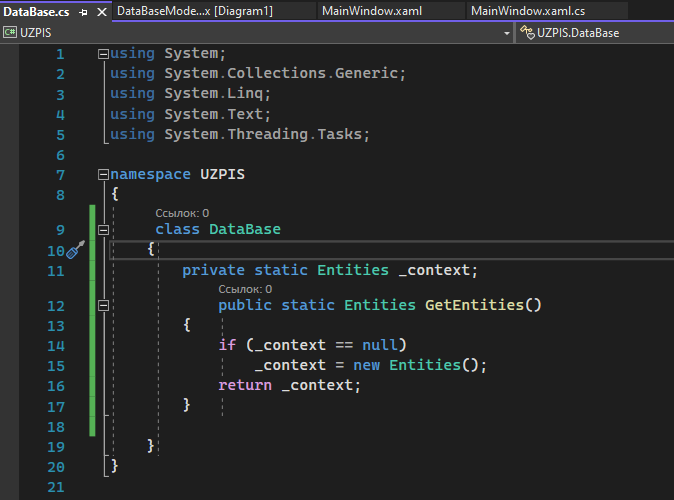 DataBase.cs DataBaseMode...x [Diagram1] MainWindow.xaml MainWindow.xaml.cs
C# UZPIS UZPIS.DataBase
1 using System;
2 using System.Collections.Generic;
3 using System.Linq;
4 using System.Text;
5 using System.Threading.Tasks;
6
7 namespace UZPIS
8 {
Ссылок: 0
9 class DataBase
10 {
11 private static Entities _context;
Ссылок: 0
12 public static Entities GetEntities()
13 {
14 if (_context == null)
15 _context = new Entities();
16 return _context;
17 }
18
19 }
20 }
21